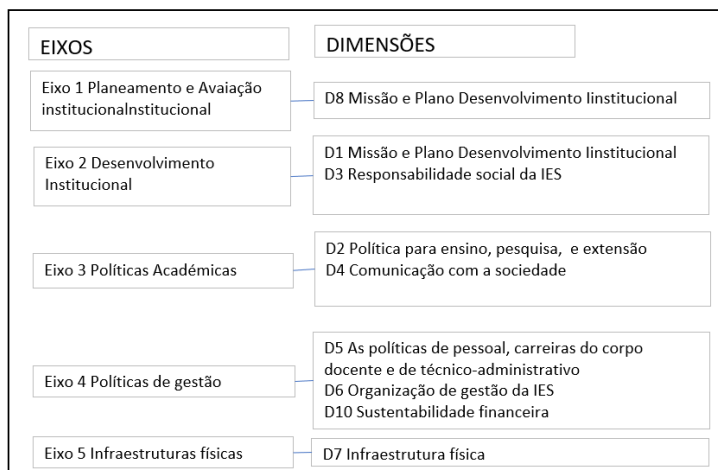 EIXOS
DIMENSÕES
Eixo 1 Planeamento e Avaiação
institucionalnstitucional
D8 Missão e Plano Desenvolvimento Iinstitucional
Eixo 2 Desenvolvimento
Institucional
D1 Missão e Plano Desenvolvimento Iinstitucional
D3 Responsabilidade social da IES
Eixo 3 Políticas Académicas
D2 Política para ensino, pesquisa,  e extensão
D4 Comunicação com a sociedade
Eixo 4 Políticas de gestão
D5 As políticas de pessoal, carreiras do corpo
docente e de técnico-administrativo
D6 Organização de gestão da IES
D10 Sustentabilidade financeira
Eixo 5 Infraestruturas físicas
D7 Infraestrutura física